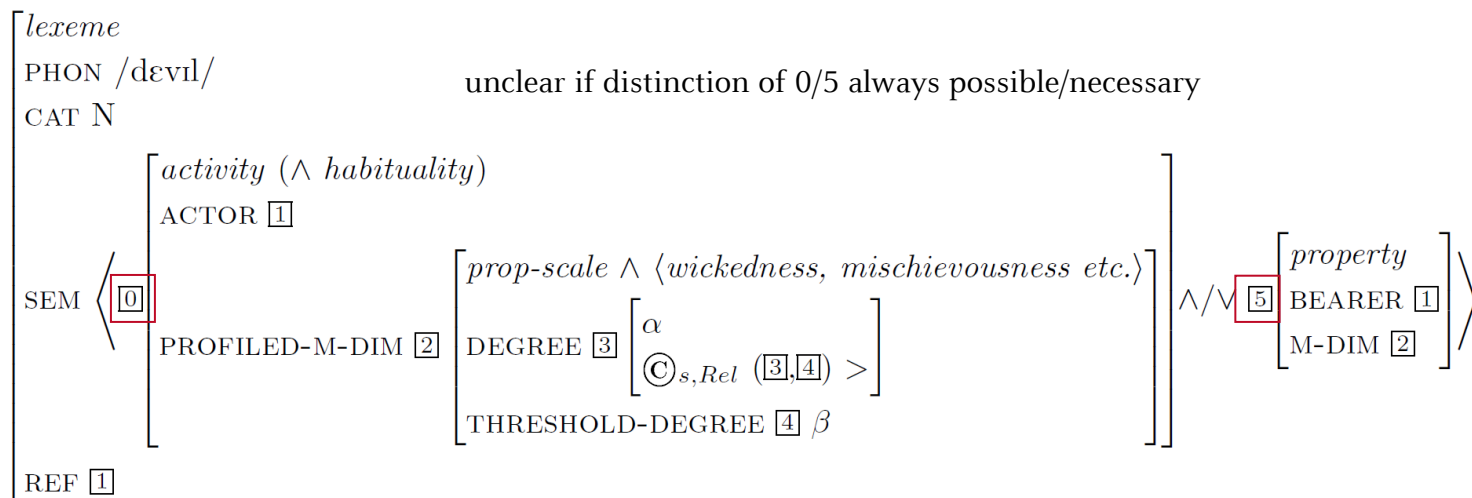 lexeme
PHON /dɛvıl/
unclear if distinction of 0/5 always possible/necessary
CAT N
activity (∧ habituality)
ACTOR 1
prop-scale ∧ ⟨wickedness, mischievousness etc.⟩
property
SEM ⟨ 0 PROFILED-M-DIM 2 DEGREE 3 α ∧/∨ 5 BEARER 1 ⟩
Ⓒs,Rel (3,4) >
M-DIM 2
THRESHOLD-DEGREE 4 β
REF 1